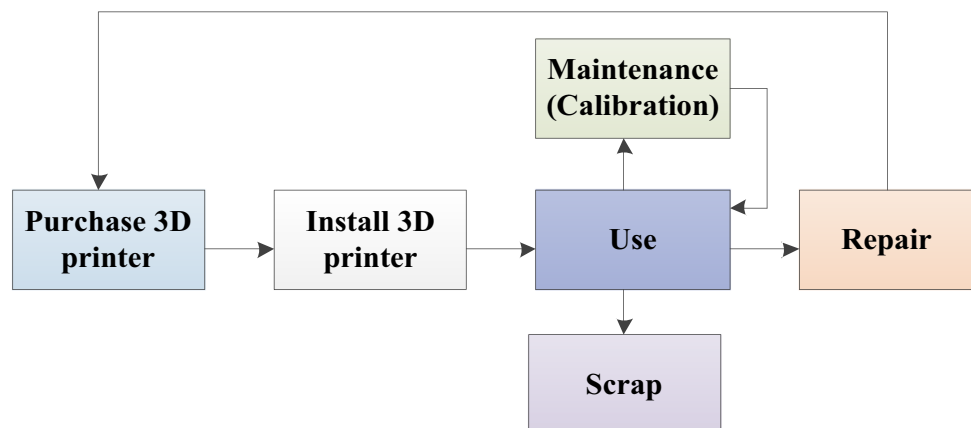 Maintenance
(Calibration)
Purchase 3D
printer
Install 3D
printer
Use
Repair
Scrap